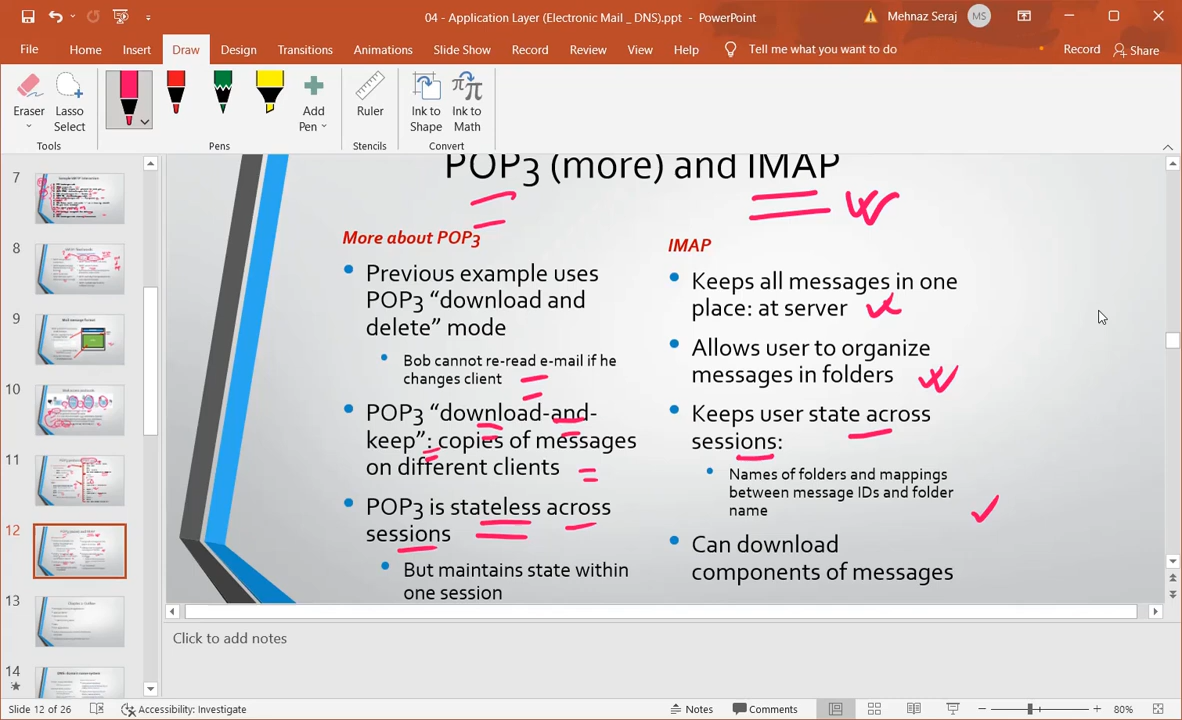 04 - Application Layer (Electronic Mail _ DNS).ppt - PowerPoint
Mehnaz Seraj
MS
File Home Insert Draw Design Transitions Animations Slide Show Record Review View Help Tell me what you want to do
Record Share
Eraser
Lasso
Select
Add
Pen
Ruler
Ink to
Shape
Ink to
Math
Tools Pens Stencils Convert
7
8
9
10
11
12
13
14
POP3 (more) and IMAP
More about POP3
Previous example uses
POP3 “download and
delete” mode
Bob cannot re-read e-mail if he
changes client
POP3 “download-and-
keep”: copies of messages
on different clients
POP3 is stateless across
sessions
But maintains state within
one session
IMAP
Keeps all messages in one
place: at server
Allows user to organize
messages in folders
Keeps user state across
sessions:
Names of folders and mappings
between message IDs and folder
name
Can download
components of messages
Click to add notes
Slide 12 of 26 Accessibility: Investigate Notes Comments 80%